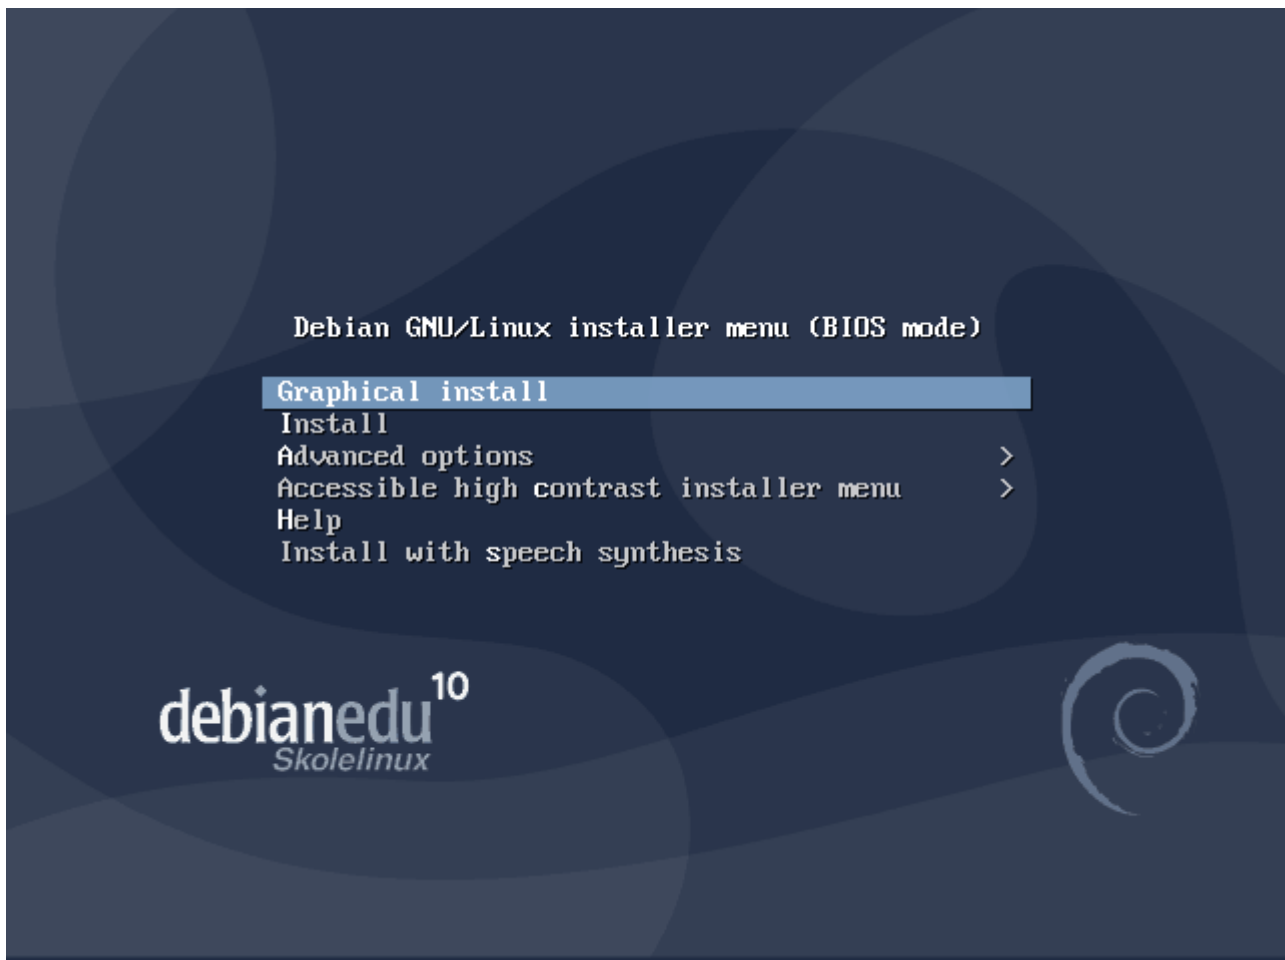 Debian GNU/Linux installer menu (BIOS mode)
Graphical install
Install
Advanced options >
Accessible high contrast installer menu >
Help
Install with speech synthesis
debianedu 10
Skolelinux